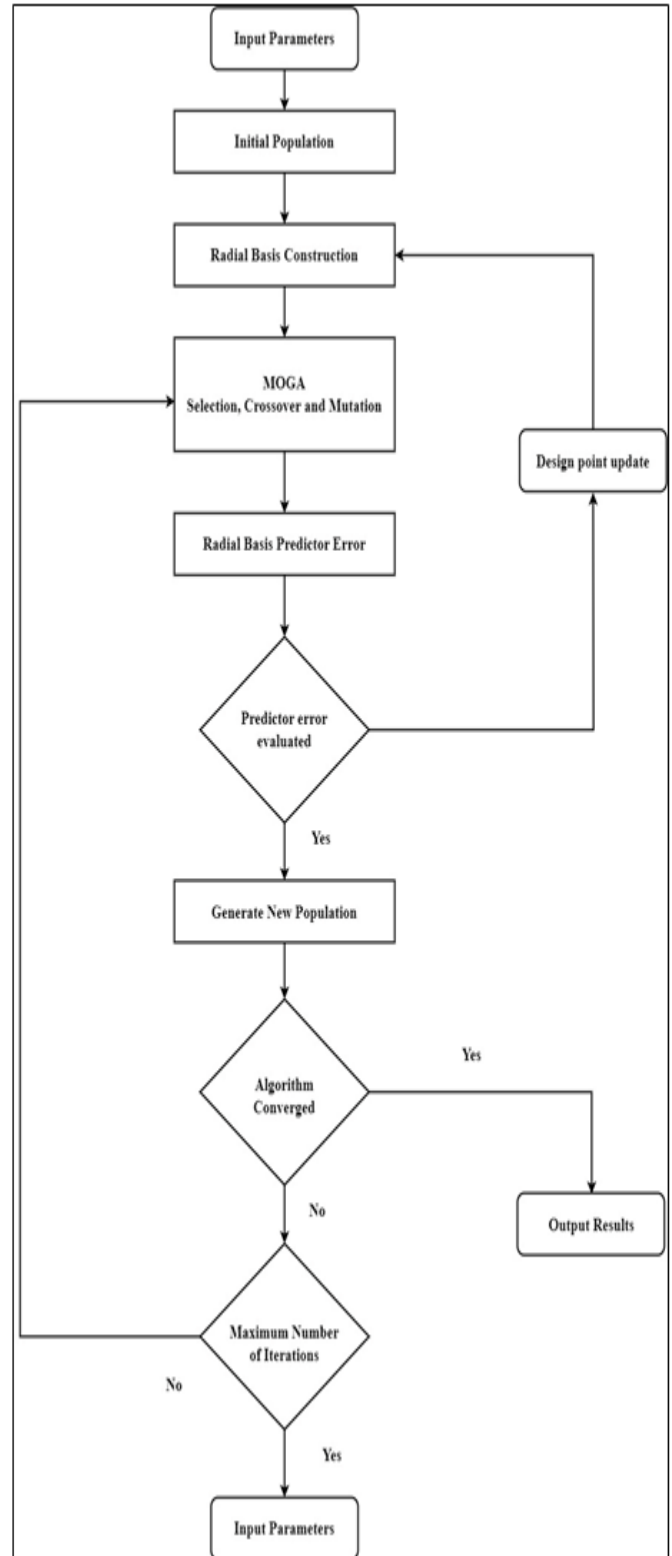 Input Parameters
Initial Population
Radial Basis Construction
MOGA
Selection, Crossover and Mutation
Design point update
Radial Basis Predictor Error
Predictor error
evaluated
Yes
Generate New Population
Yes
Algorithm
Converged
No
Output Results
Maximum Number
of Iterations
No
Yes
Input Parameters